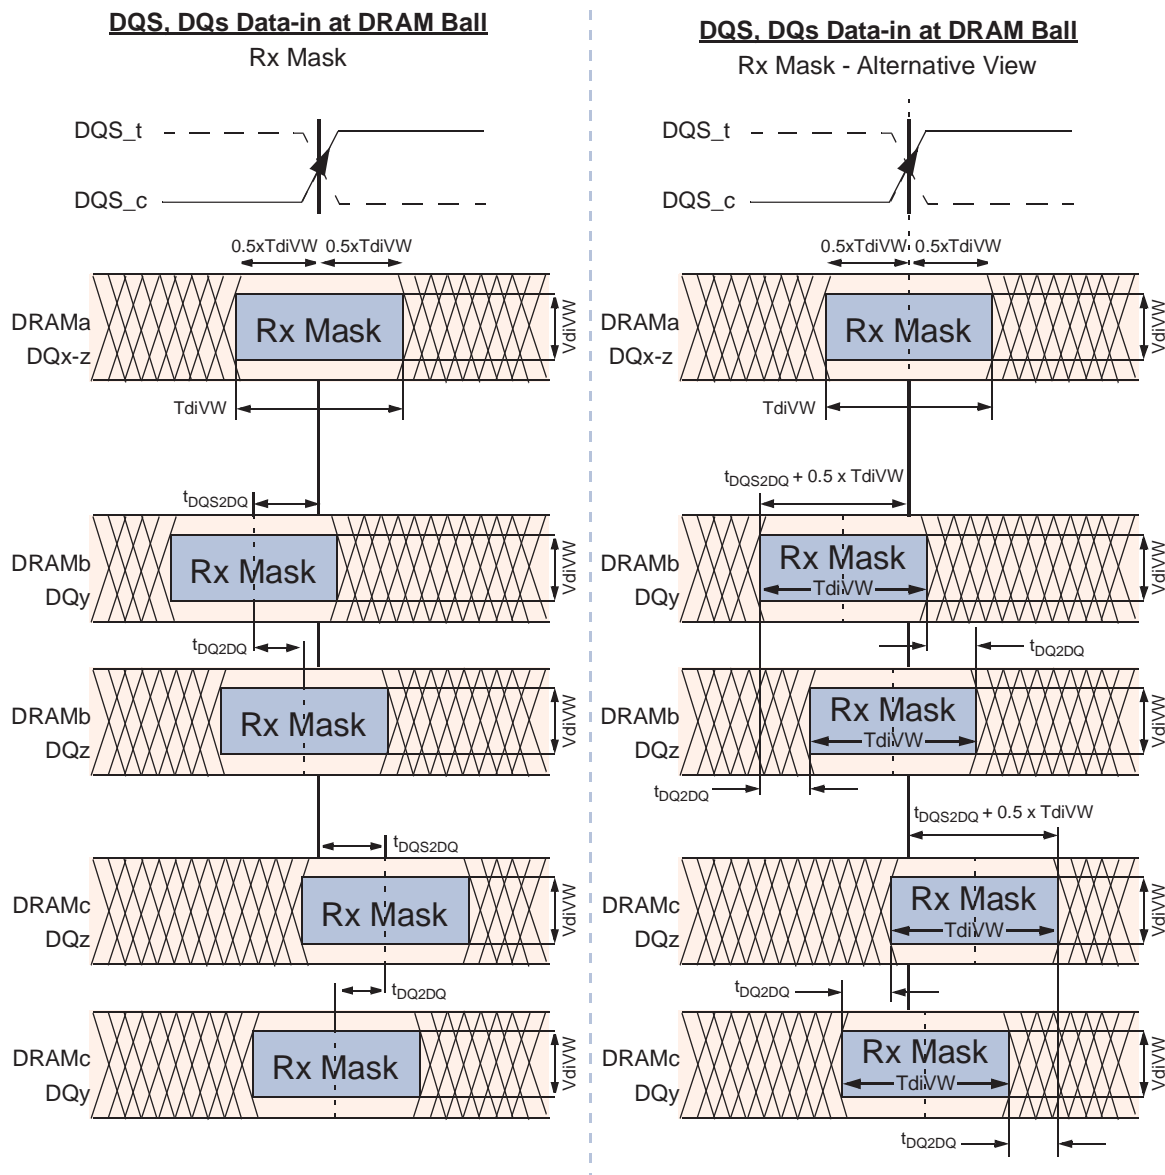 DQS, DQs Data-in at DRAM Ball
Rx Mask
DQS_t
DQS_c
0.5xTdiVW 0.5xTdiVW
DRAMa
DQx-z
Rx Mask
VdiVW
TdiVW
tDQS2DQ
DRAMb
DQy
Rx Mask
VdiVW
tDQ2DQ
DRAMb
DQz
Rx Mask
VdiVW
tDQS2DQ
DRAMc
DQz
Rx Mask
VdiVW
tDQ2DQ
DRAMc
DQy
Rx Mask
VdiVW
DQS, DQs Data-in at DRAM Ball
Rx Mask - Alternative View
DQS_t
DQS_c
0.5xTdiVW 0.5xTdiVW
DRAMa
DQx-z
Rx Mask
VdiVW
TdiVW
tDQS2DQ + 0.5 x TdiVW
DRAMb
DQy
Rx Mask
TdiVW
VdiVW
tDQ2DQ
DRAMb
DQz
Rx Mask
TdiVW
VdiVW
tDQ2DQ
tDQS2DQ + 0.5 x TdiVW
DRAMc
DQz
Rx Mask
TdiVW
VdiVW
tDQ2DQ
DRAMc
DQy
Rx Mask
TdiVW
VdiVW
tDQ2DQ